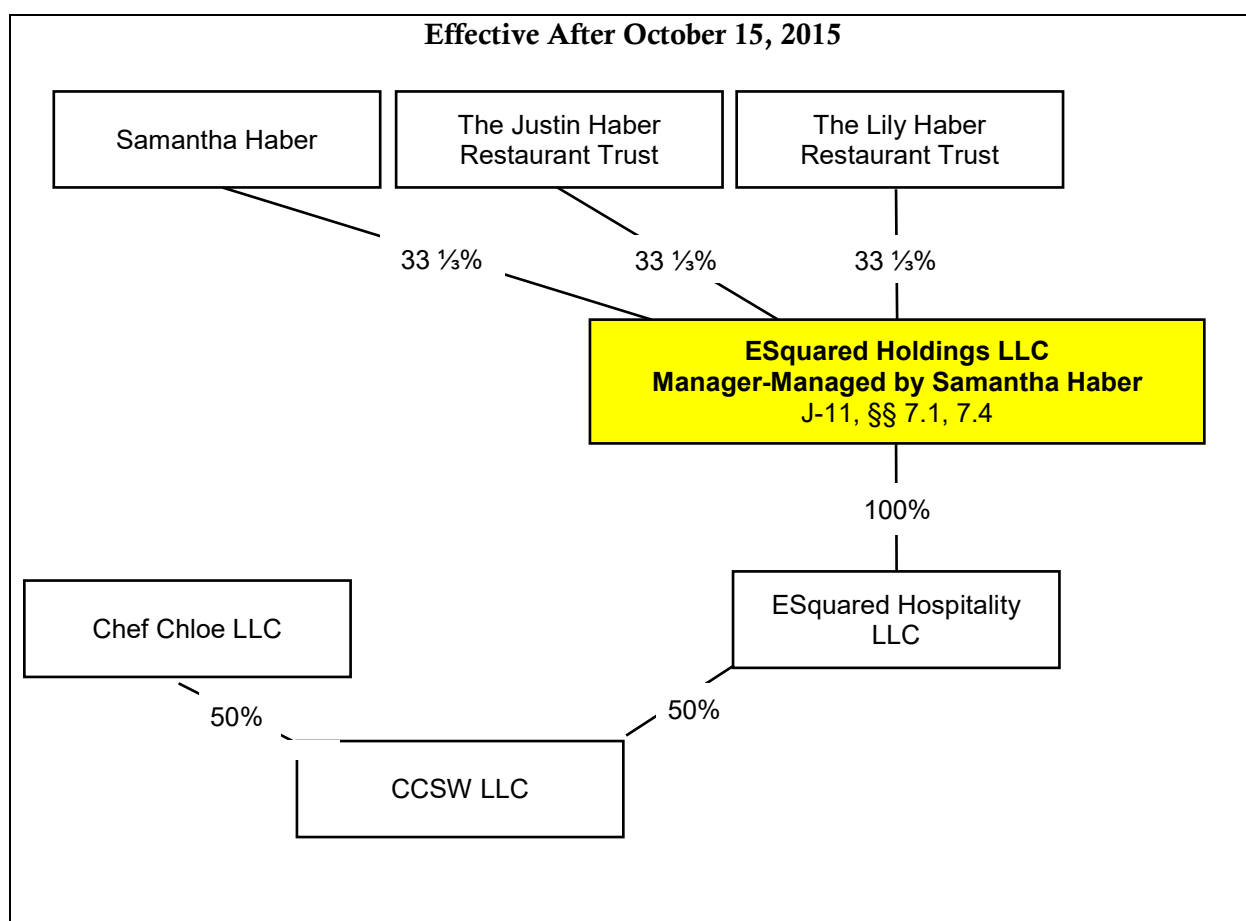 Effective After October 15, 2015
Samantha Haber
The Justin Haber
Restaurant Trust
The Lily Haber
Restaurant Trust
33 ⅓%
33 ⅓%
33 ⅓%
ESquared Holdings LLC
Manager-Managed by Samantha Haber
J-11, §§ 7.1, 7.4
100%
Chef Chloe LLC
ESquared Hospitality
LLC
50%
50%
CCSW LLC